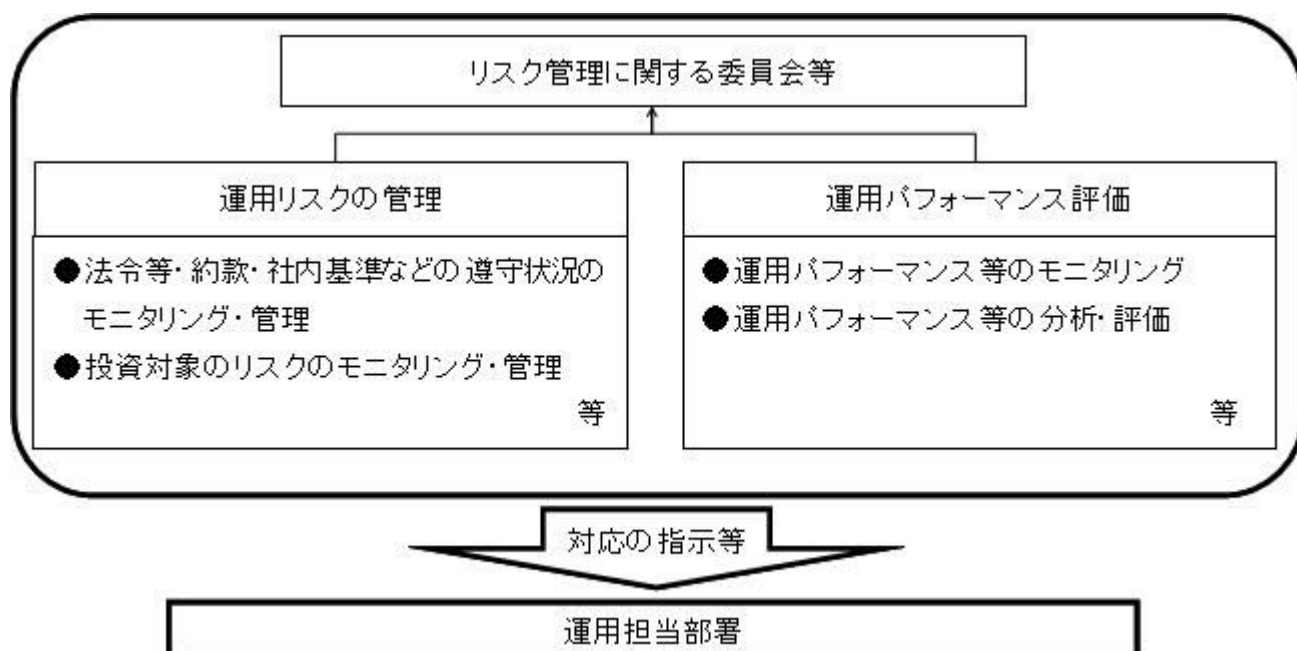 リスク管理に関する委員会等
運用リスクの管理
●法令等・約款・社内基準などの遵守状況の
モニタリング・管理
●投資対象のリスクのモニタリング・管理
等
運用パフォーマンス評価
●運用パフォーマンス等のモニタリング
●運用パフォーマンス等の分析・評価
等
対応の指示等
運用担当部署